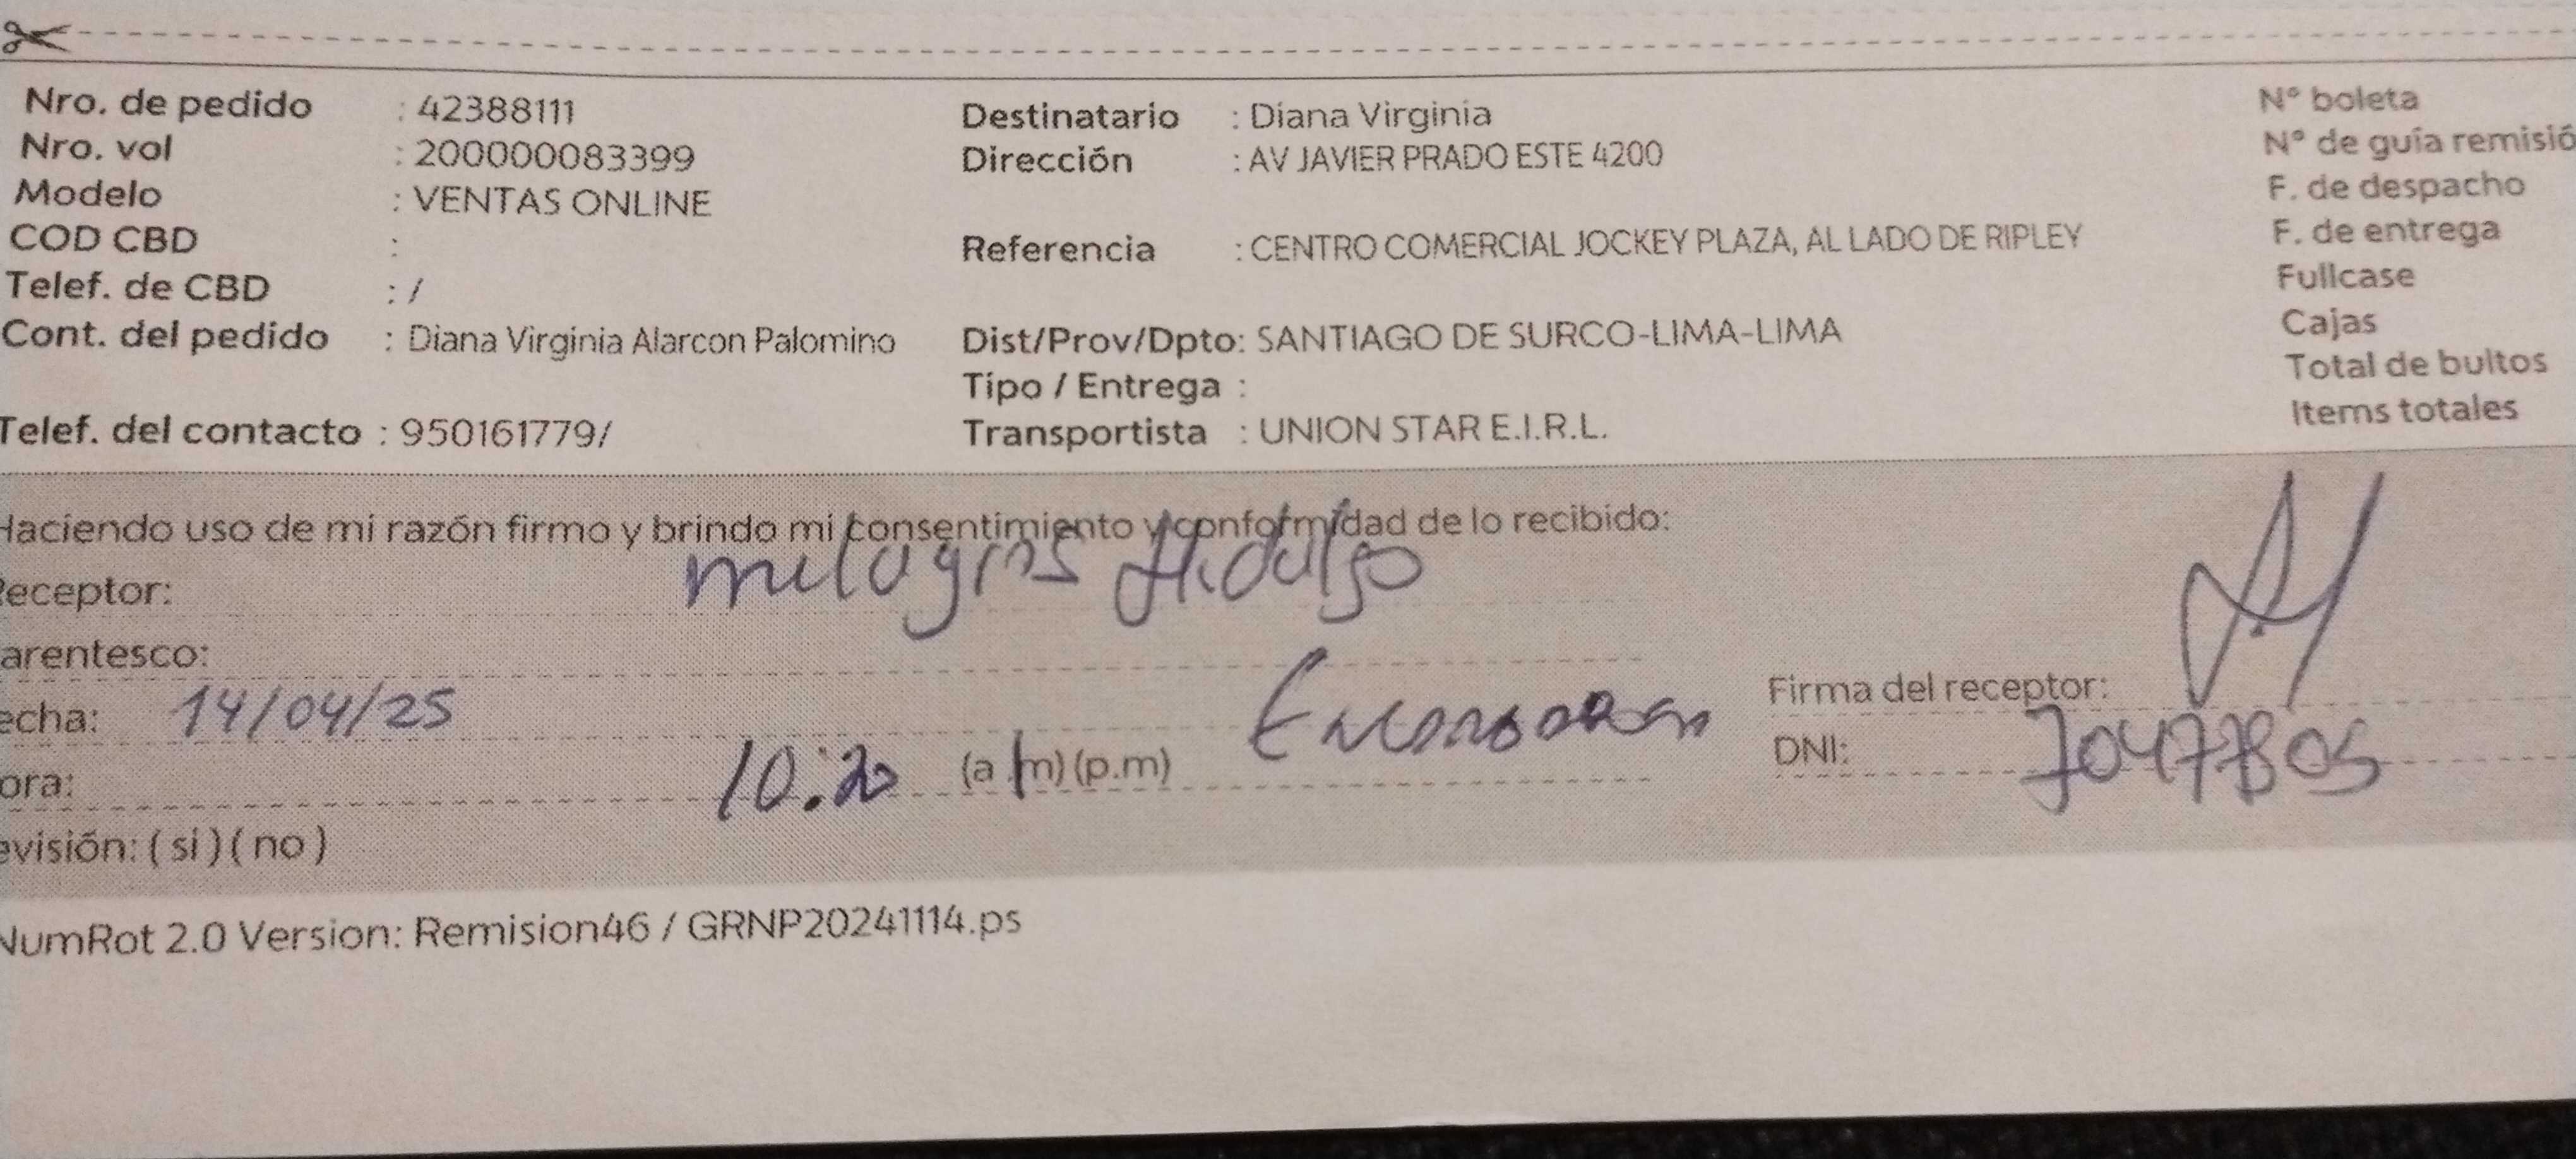 Nro. de pedido : 42388111
Nro. vol : 200000083399
Modelo : VENTAS ONLINE
COD CBD :
Telef. de CBD : /
Cont. del pedido : Diana Virginia Alarcon Palomino
Telef. del contacto : 950161779/
Destinatario : Diana Virginia
Dirección : AV JAVIER PRADO ESTE 4200
Referencia : CENTRO COMERCIAL JOCKEY PLAZA, AL LADO DE RIPLEY
Dist/Prov/Dpto: SANTIAGO DE SURCO-LIMA-LIMA
Tipo / Entrega :
Transportista : UNION STAR E.I.R.L.
N° boleta
N° de guía remisió
F. de despacho
F. de entrega
Fullcase
Cajas
Total de bultos
Items totales
Haciendo uso de mi razón firmo y brindo mi consentimiento y conformidad de lo recibido:
Receptor: milagros Hidalgo
arentesco:
echa: 14/04/25
ora: 10:20 (a.m) (p.m)
evisión: ( si ) ( no )
Firma del receptor:
DNI:
NumRot 2.0 Version: Remision46 / GRNP20241114.ps